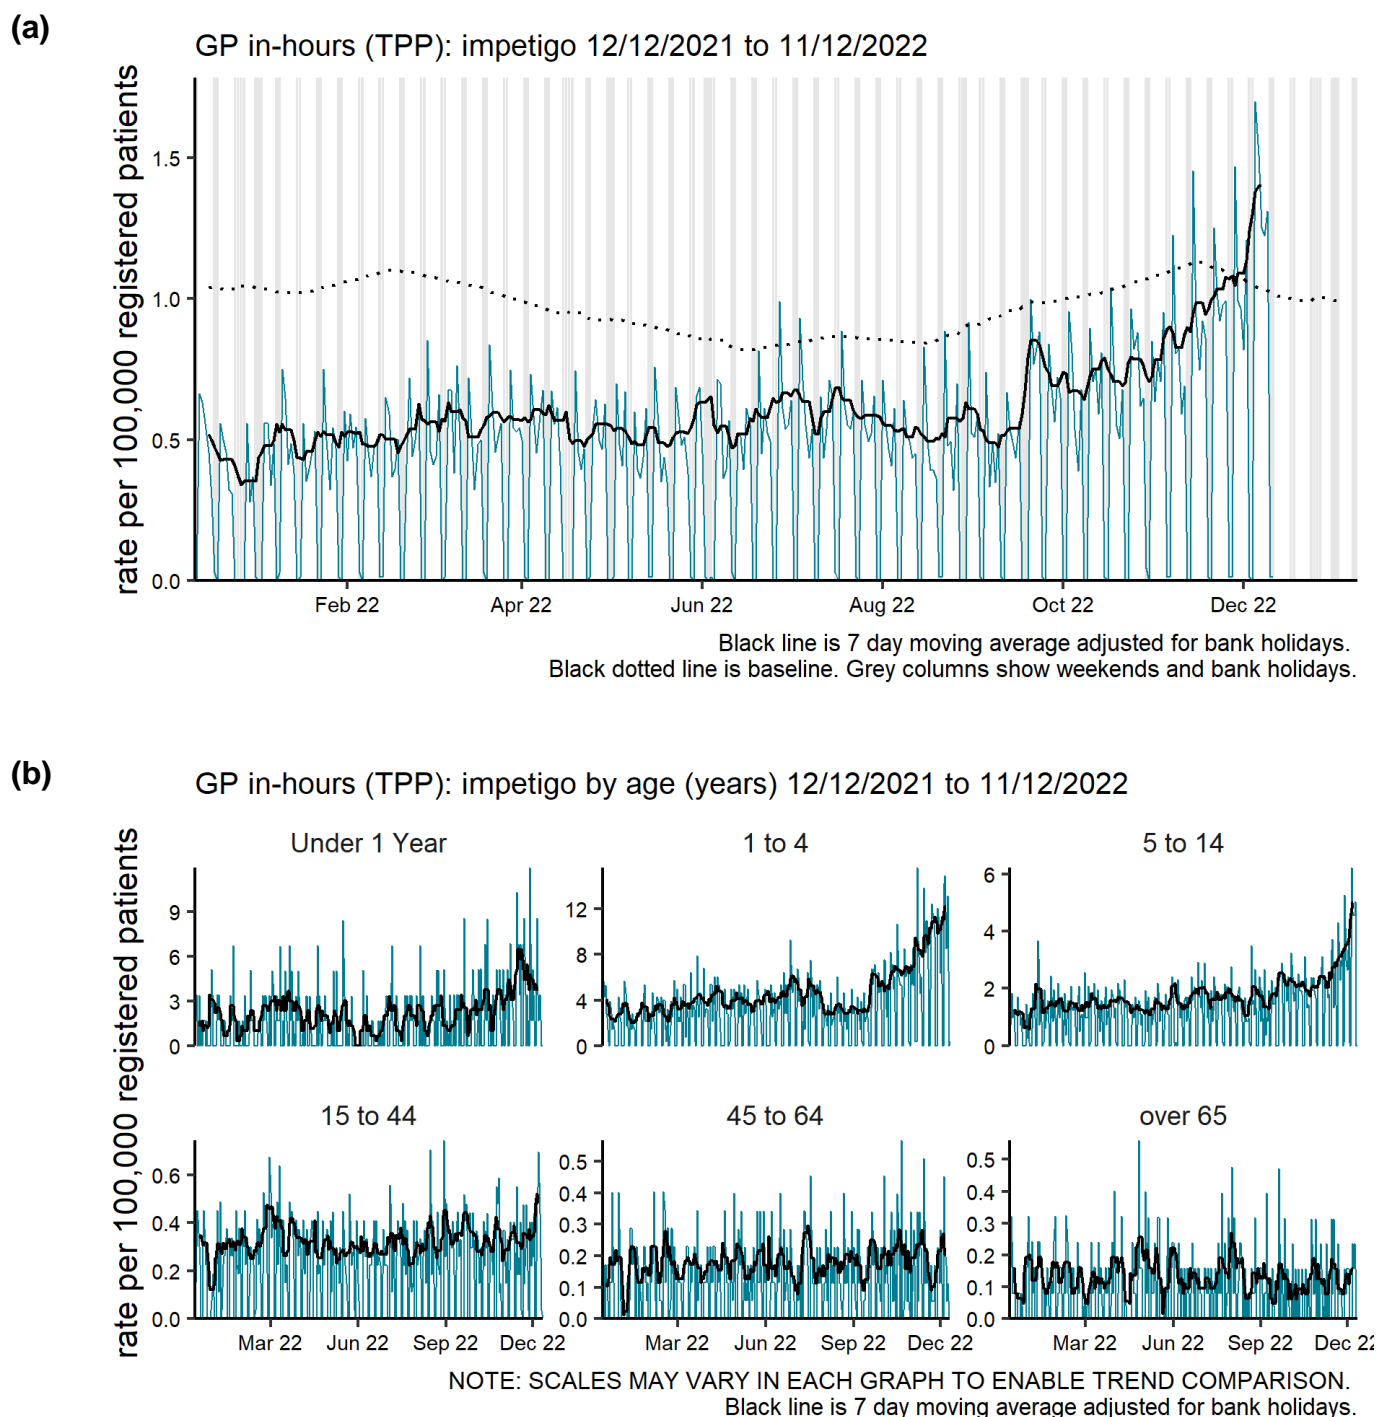 (a)
GP in-hours (TPP): impetigo 12/12/2021 to 11/12/2022
rate per 100,000 registered patients
1.5
1.0
0.5
0.0
Feb 22 Apr 22 Jun 22 Aug 22 Oct 22 Dec 22
Black line is 7 day moving average adjusted for bank holidays.
Black dotted line is baseline. Grey columns show weekends and bank holidays.
(b)
GP in-hours (TPP): impetigo by age (years) 12/12/2021 to 11/12/2022
rate per 100,000 registered patients
Under 1 Year 1 to 4 5 to 14
9
6
3
0
12
8
4
0
6
4
2
0
15 to 44 45 to 64 over 65
0.6
0.4
0.2
0.0
0.5
0.4
0.3
0.2
0.1
0.0
0.5
0.4
0.3
0.2
0.1
0.0
Mar 22 Jun 22 Sep 22 Dec 22 Mar 22 Jun 22 Sep 22 Dec 22 Mar 22 Jun 22 Sep 22 Dec 22
NOTE: SCALES MAY VARY IN EACH GRAPH TO ENABLE TREND COMPARISON.
Black line is 7 day moving average adjusted for bank holidays.